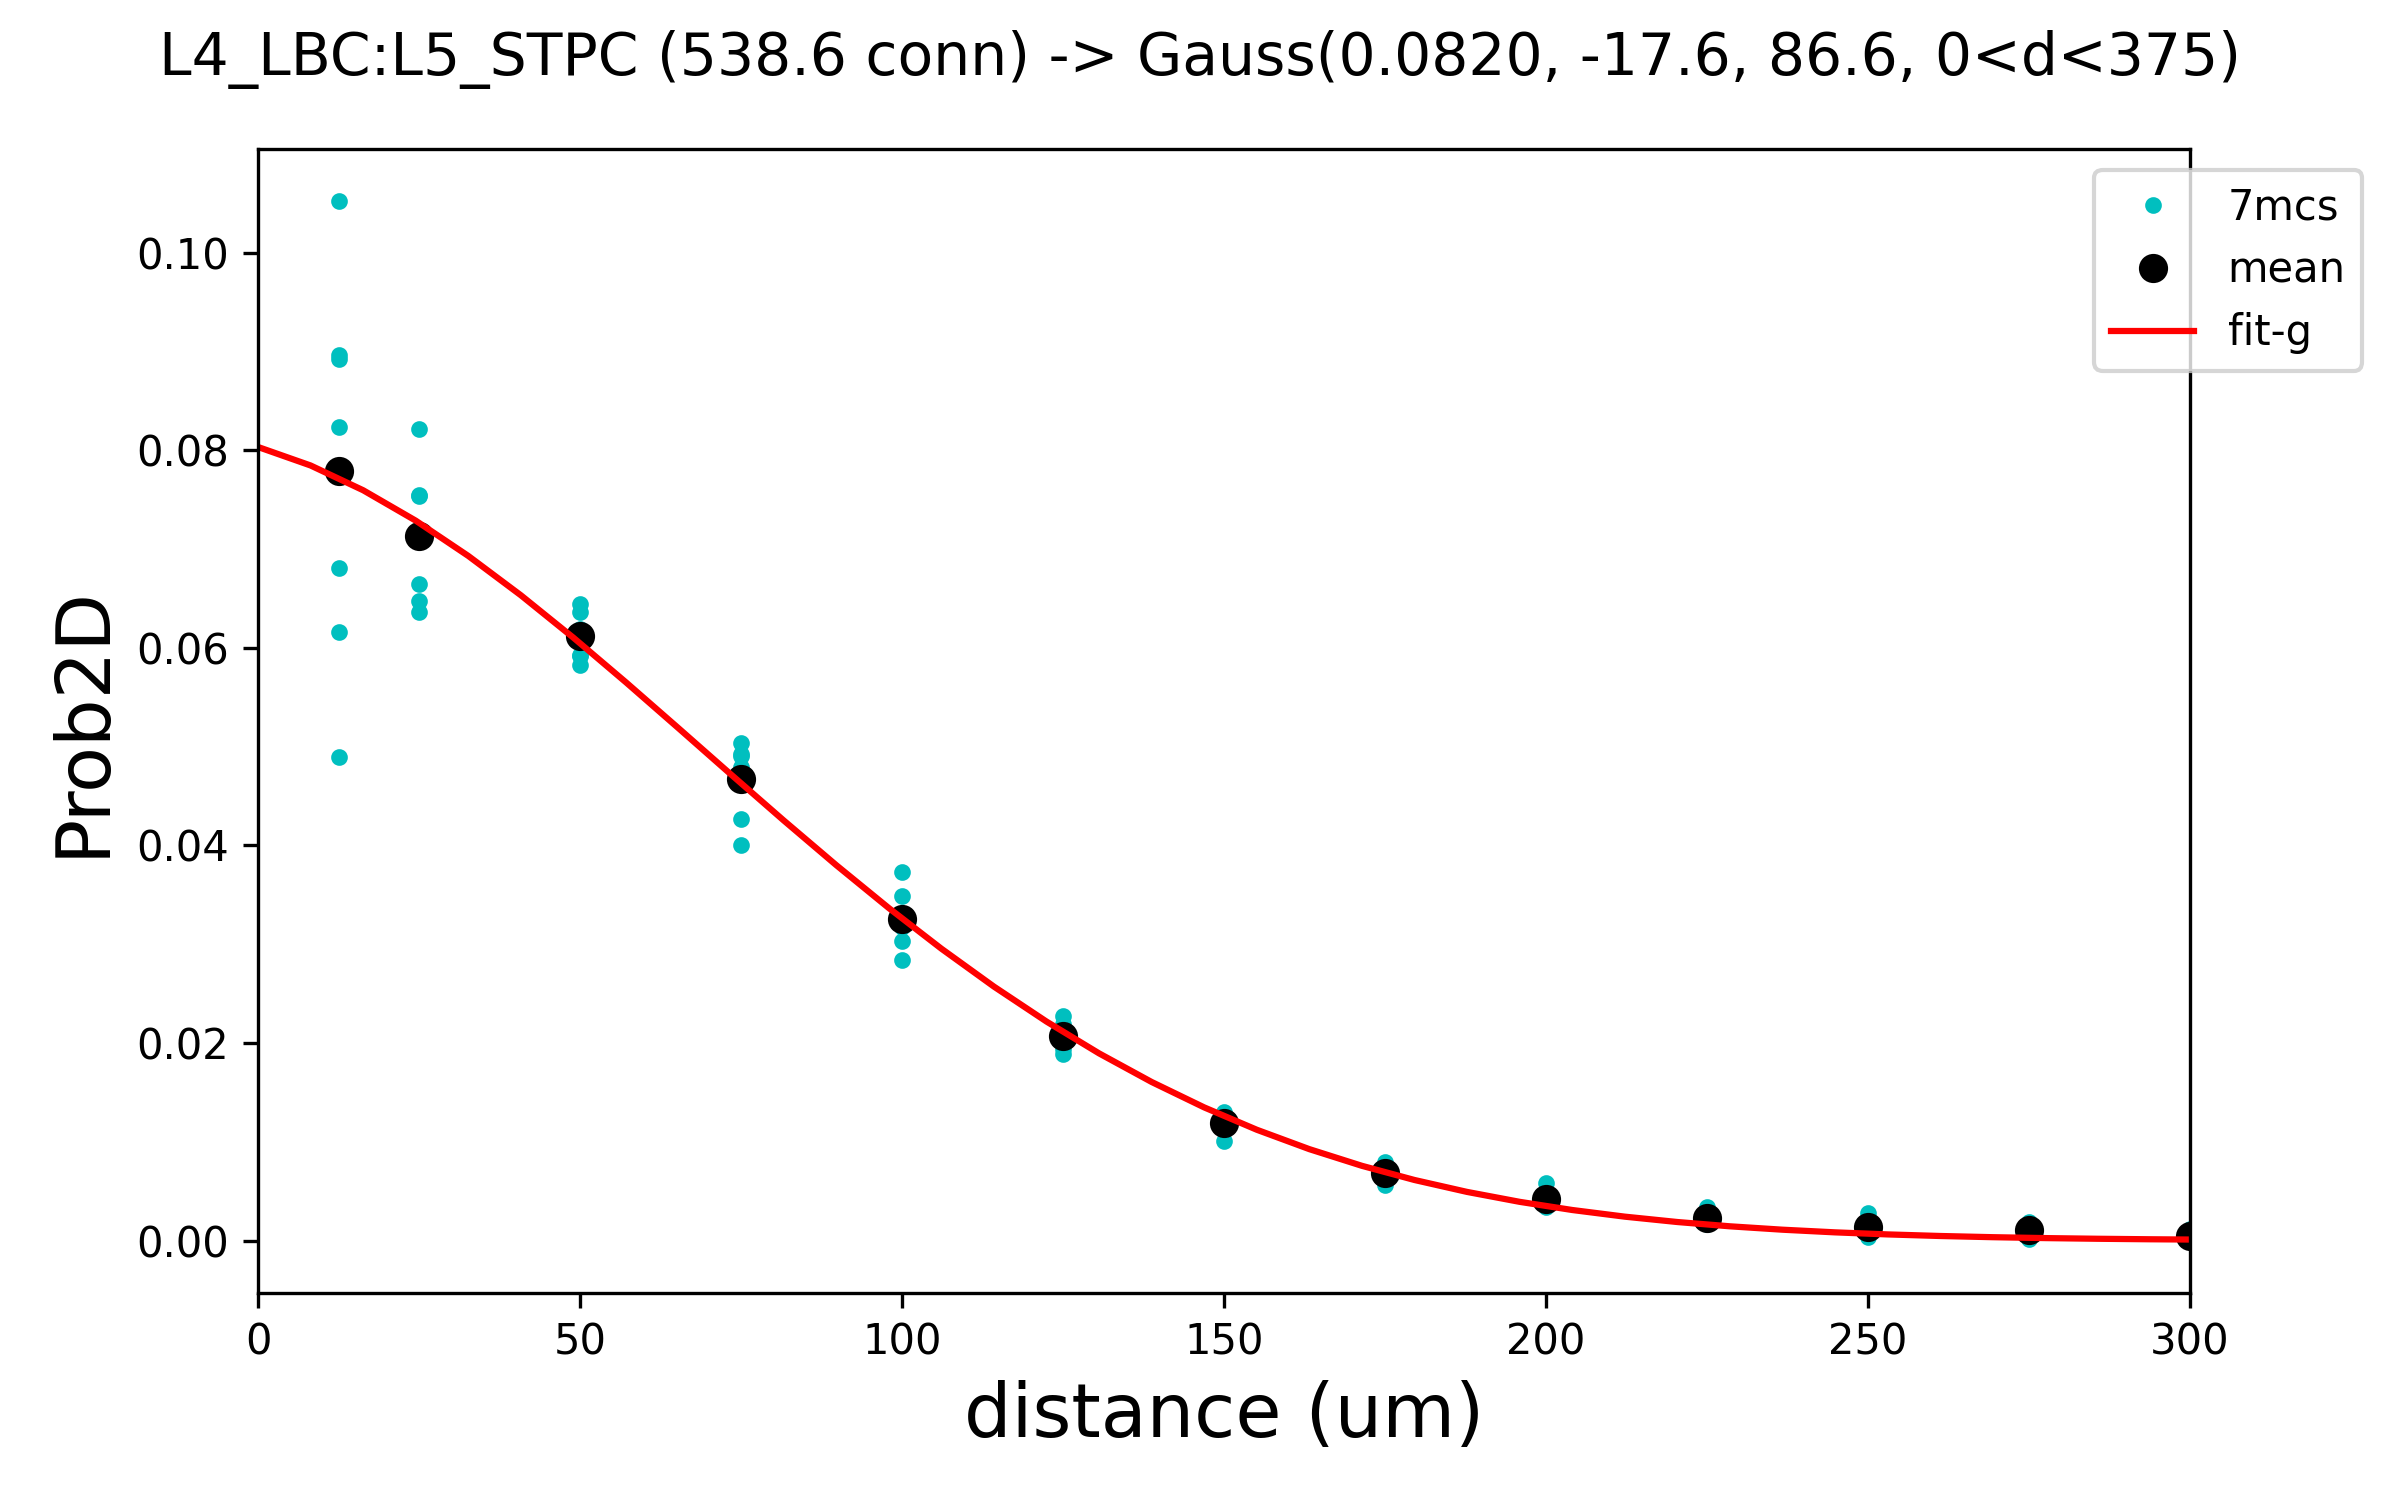 L4_LBC:L5_STPC (538.6 conn) -> Gauss(0.0820, -17.6, 86.6, 0<d<375)
7mcs
mean
fit-g
Prob2D
0.10
0.08
0.06
0.04
0.02
0.00
0 50 100 150 200 250 300
distance (um)